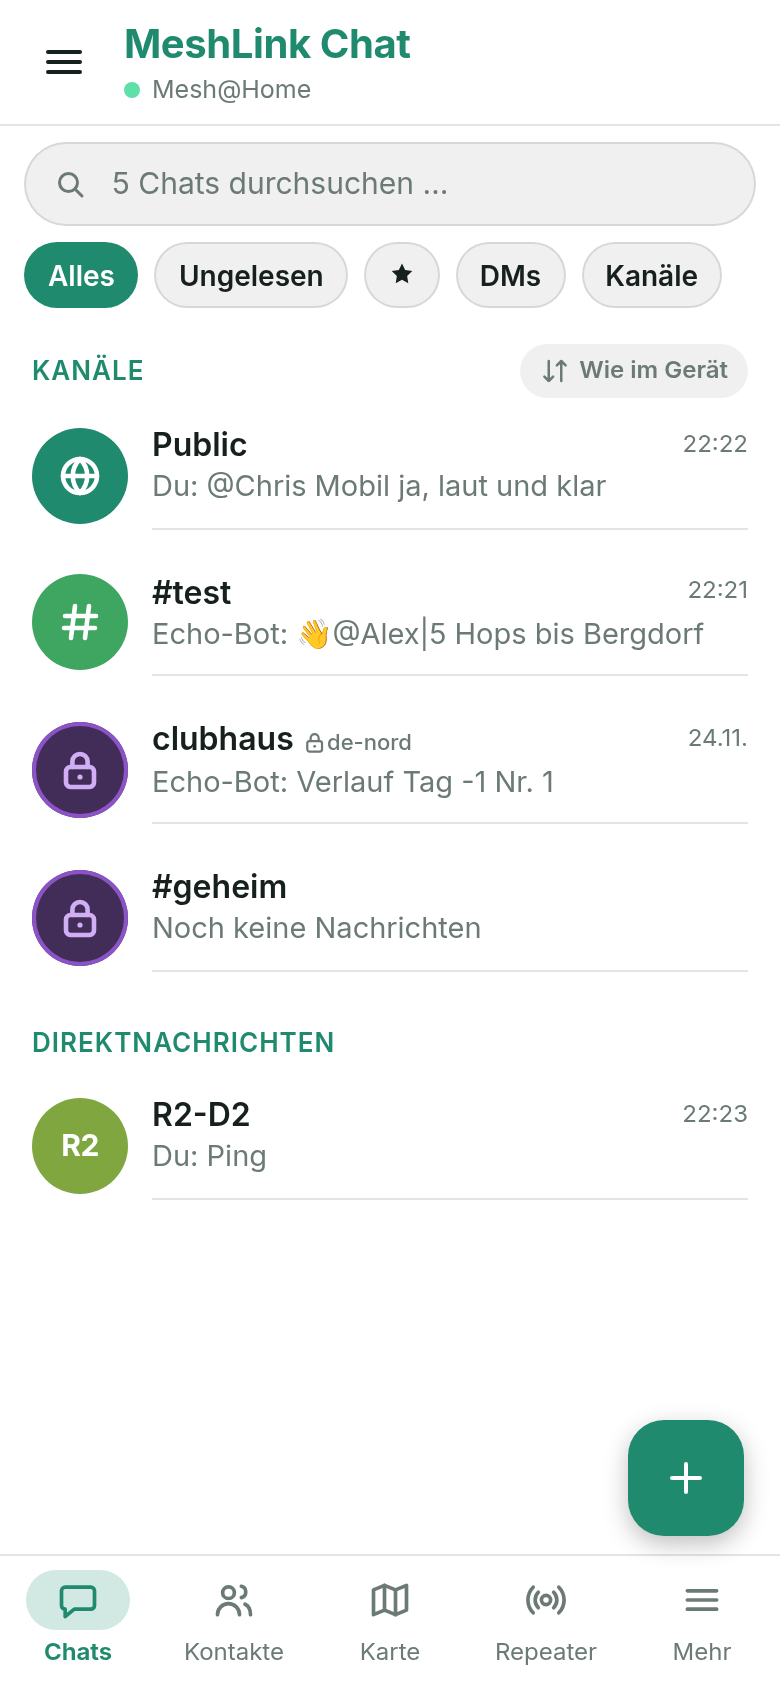 MeshLink Chat
Mesh@Home
5 Chats durchsuchen ...
Alles Ungelesen DMs Kanäle
KANÄLE Wie im Gerät
Public 22:22
Du: @Chris Mobil ja, laut und klar
#test 22:21
Echo-Bot: 👋@Alex|5 Hops bis Bergdorf
clubhaus de-nord 24.11.
Echo-Bot: Verlauf Tag -1 Nr. 1
#geheim
Noch keine Nachrichten
DIREKTNACHRICHTEN
R2 R2-D2 22:23
Du: Ping
Chats Kontakte Karte Repeater Mehr